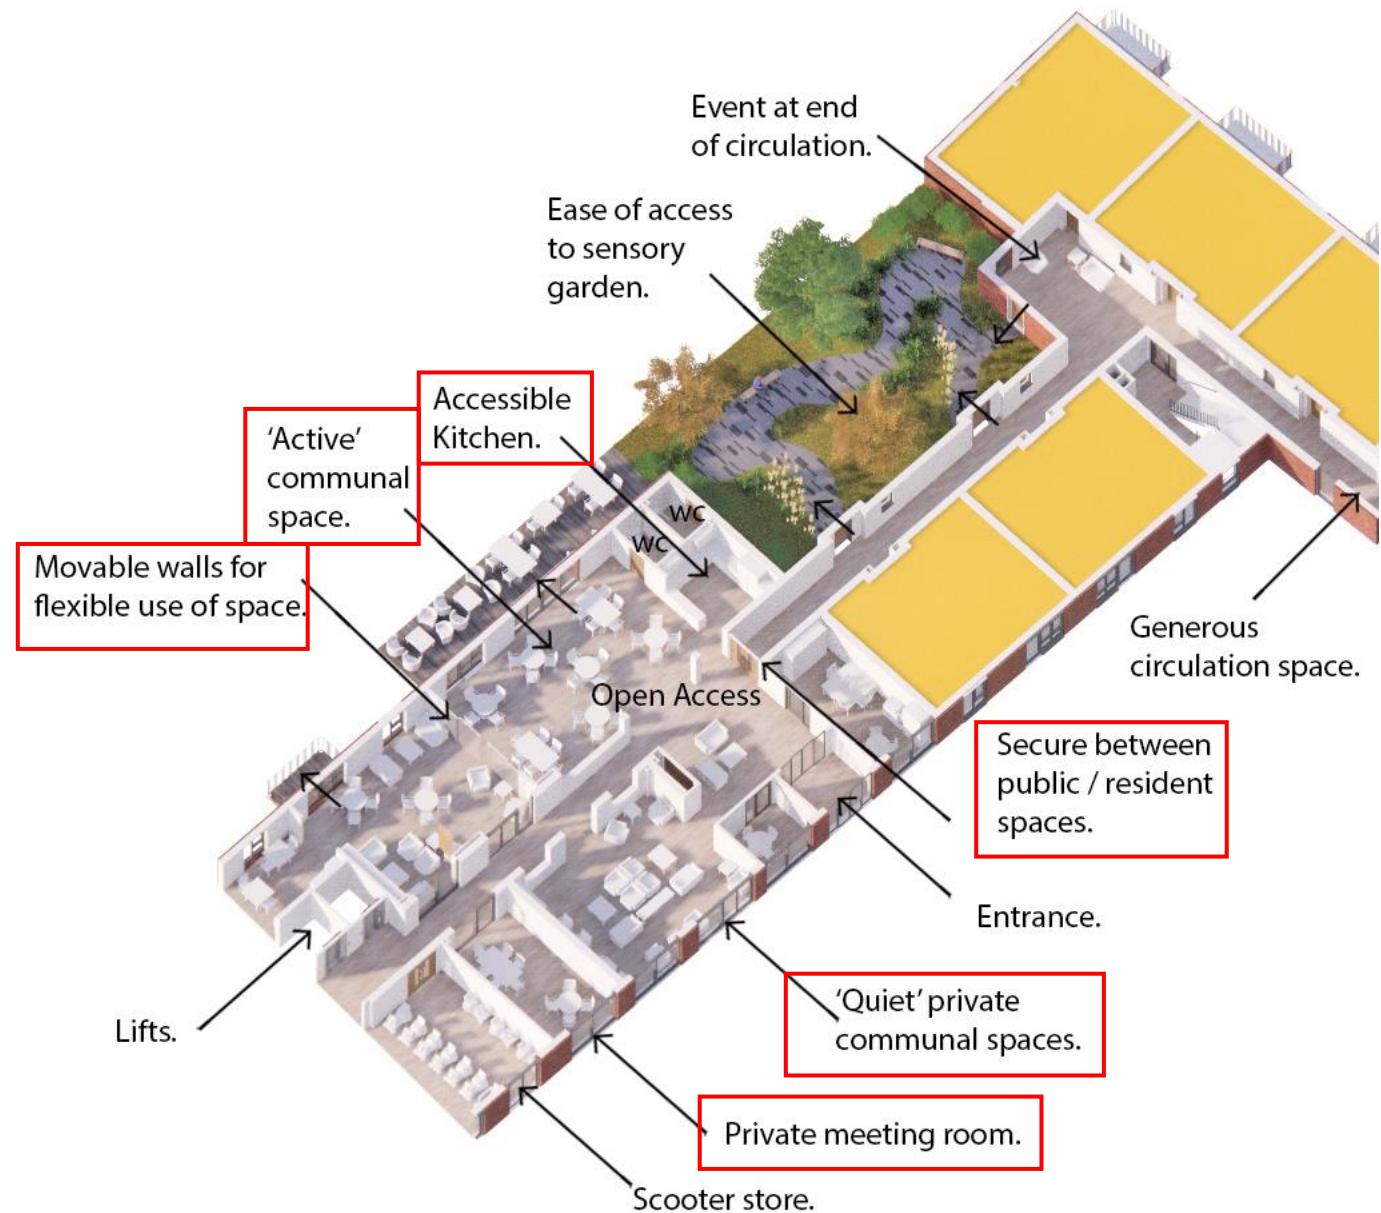 Event at end
of circulation.
Ease of access
to sensory
garden.
Accessible
Kitchen.
‘Active’
communal
space.
Movable walls for
flexible use of space.
wc
wc
Open Access
Generous
circulation space.
Secure between
public / resident
spaces.
Entrance.
‘Quiet’ private
communal spaces.
Lifts.
Private meeting room.
Scooter store.